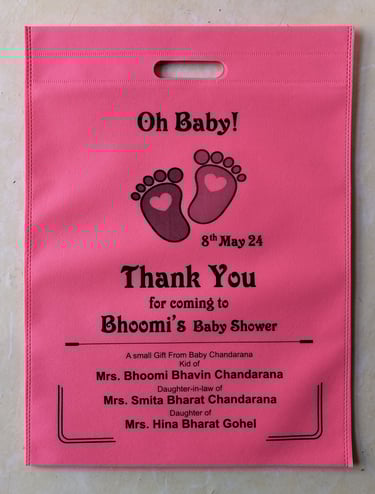 Oh Baby!
8th May 24
Thank You
for coming to
Bhoomi's Baby Shower
A small Gift From Baby Chandarana
Kid of
Mrs. Bhoomi Bhavin Chandarana
Daughter-in-law of
Mrs. Smita Bharat Chandarana
Daughter of
Mrs. Hina Bharat Gohel